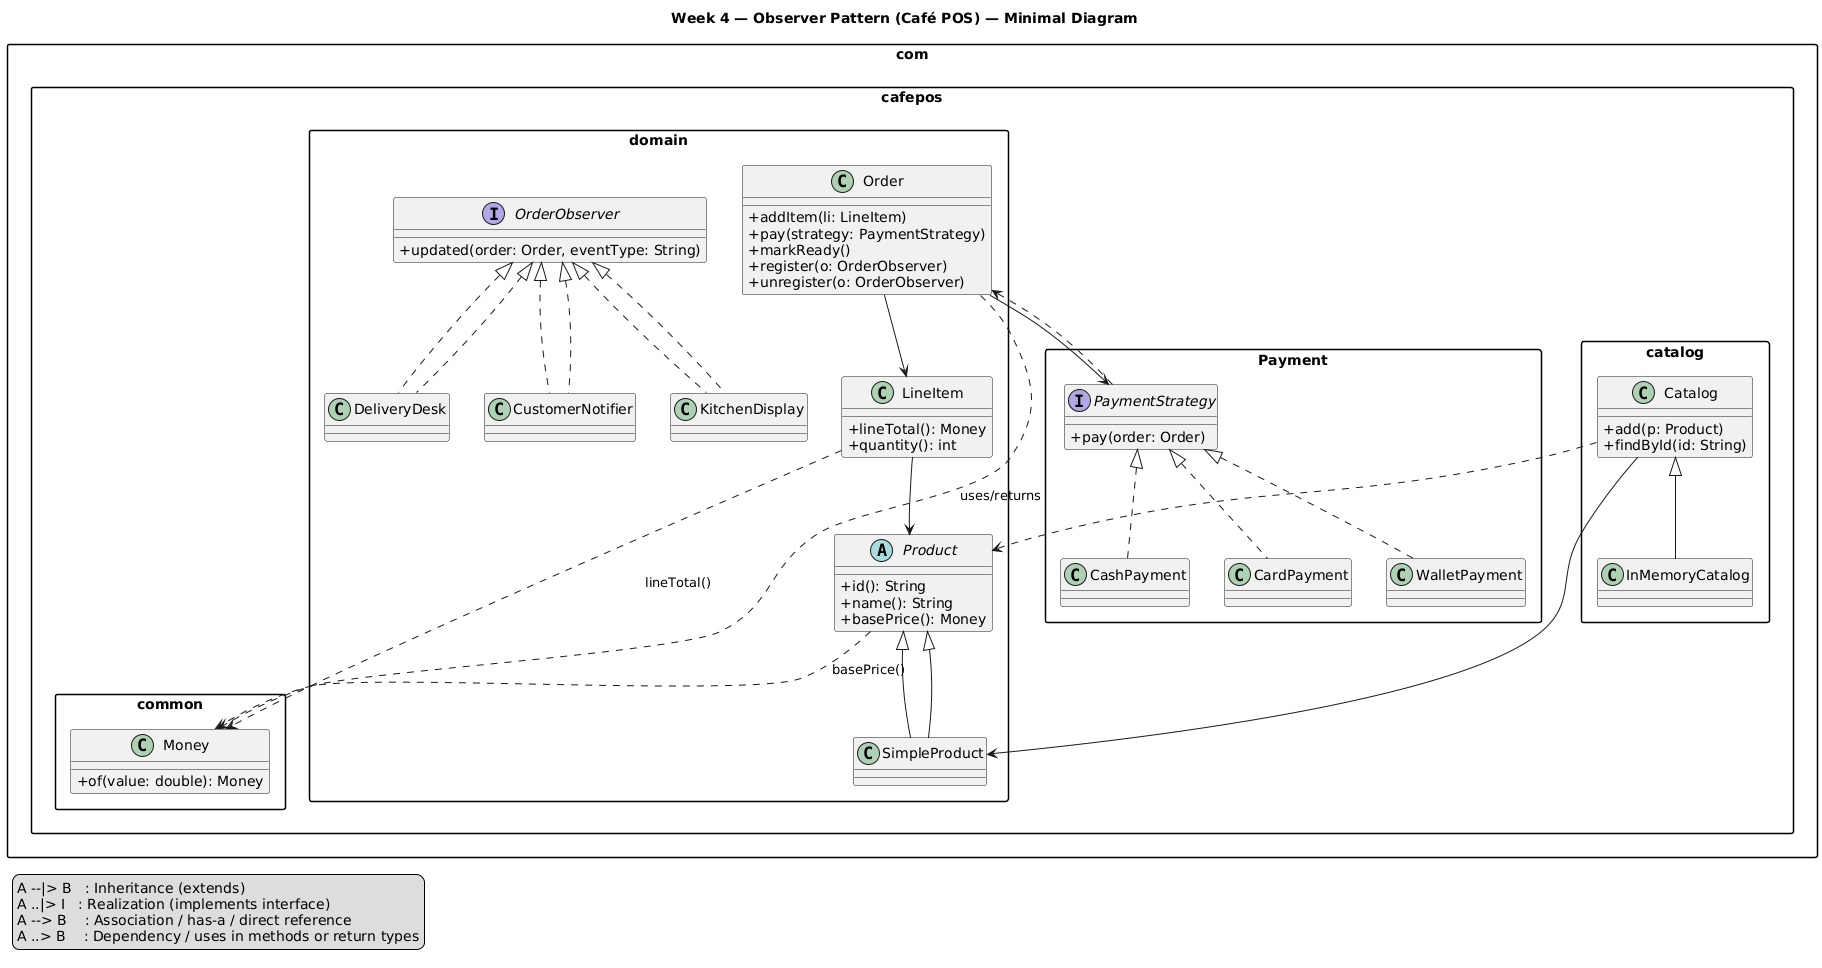 Week 4 — Observer Pattern (Café POS) — Minimal Diagram
com
cafepos
domain
C Order
+addItem(li: LineItem)
+pay(strategy: PaymentStrategy)
+markReady()
+register(o: OrderObserver)
+unregister(o: OrderObserver)
I OrderObserver
+updated(order: Order, eventType: String)
C DeliveryDesk
C CustomerNotifier
C KitchenDisplay
C LineItem
+lineTotal(): Money
+quantity(): int
Payment
I PaymentStrategy
+pay(order: Order)
catalog
C Catalog
+add(p: Product)
+findById(id: String)
uses/returns
A Product
+id(): String
+name(): String
+basePrice(): Money
lineTotal()
C CashPayment
C CardPayment
C WalletPayment
C InMemoryCatalog
basePrice()
common
C Money
+of(value: double): Money
C SimpleProduct
A --|> B : Inheritance (extends)
A ..|> I : Realization (implements interface)
A --> B : Association / has-a / direct reference
A ..> B : Dependency / uses in methods or return types